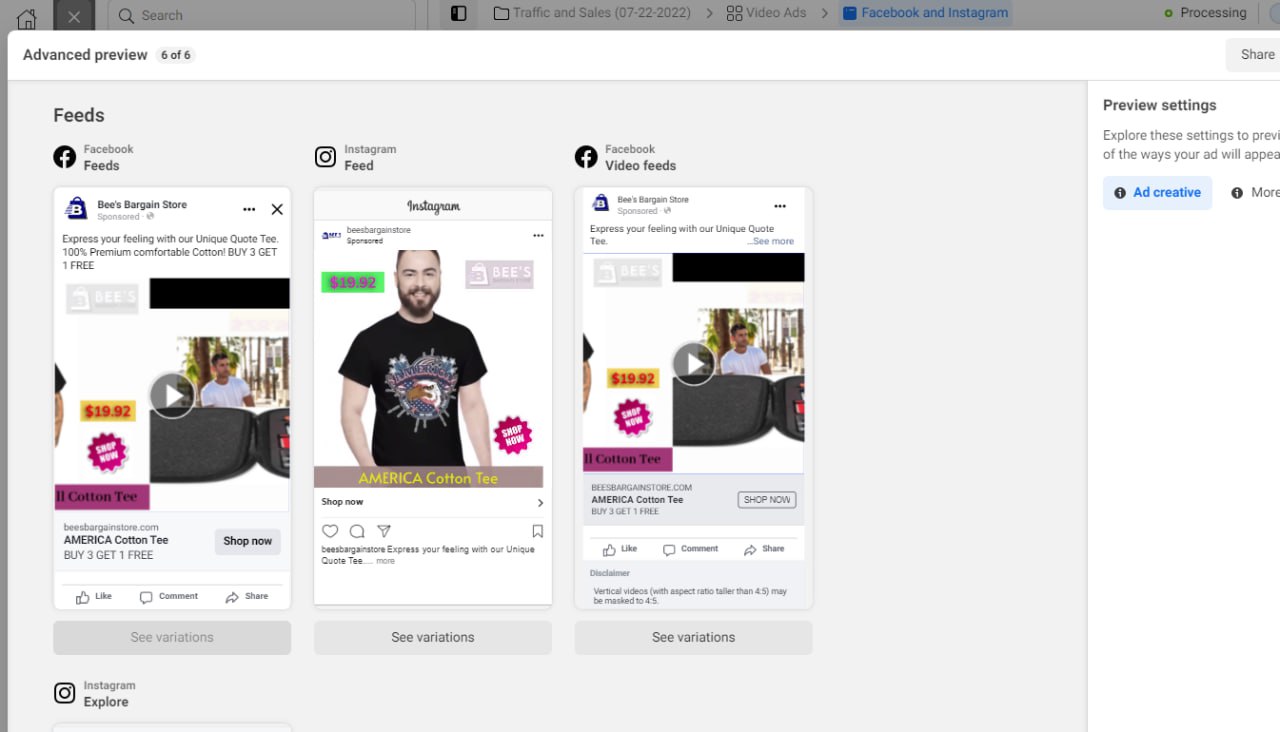 Search
Traffic and Sales (07-22-2022) > Video Ads > Facebook and Instagram
Processing
Advanced preview 6 of 6
Share
Feeds
Facebook
Feeds
Bee's Bargain Store
Sponsored ·
Express your feeling with our Unique Quote Tee.
100% Premium comfortable Cotton! BUY 3 GET
1 FREE
BEE'S
$19.92
SHOP
NOW
ll Cotton Tee
beesbargainstore.com
AMERICA Cotton Tee
BUY 3 GET 1 FREE
Shop now
Like Comment Share
See variations
Instagram
Feed
Instagram
beesbargainstore
Sponsored
$19.92
BEE'S
AMERICA
SHOP
NOW
AMERICA Cotton Tee
Shop now
beesbargainstore Express your feeling with our Unique
Quote Tee.... more
See variations
Facebook
Video feeds
Bee's Bargain Store
Sponsored ·
Express your feeling with our Unique Quote
Tee. ...See more
BEE'S
$19.92
SHOP
NOW
ll Cotton Tee
BEESBARGAINSTORE.COM
AMERICA Cotton Tee
BUY 3 GET 1 FREE
SHOP NOW
Like Comment Share
Disclaimer
Vertical videos (with aspect ratio taller than 4:5) may
be masked to 4:5.
See variations
Instagram
Explore
Preview settings
Explore these settings to previ
of the ways your ad will appea
Ad creative More